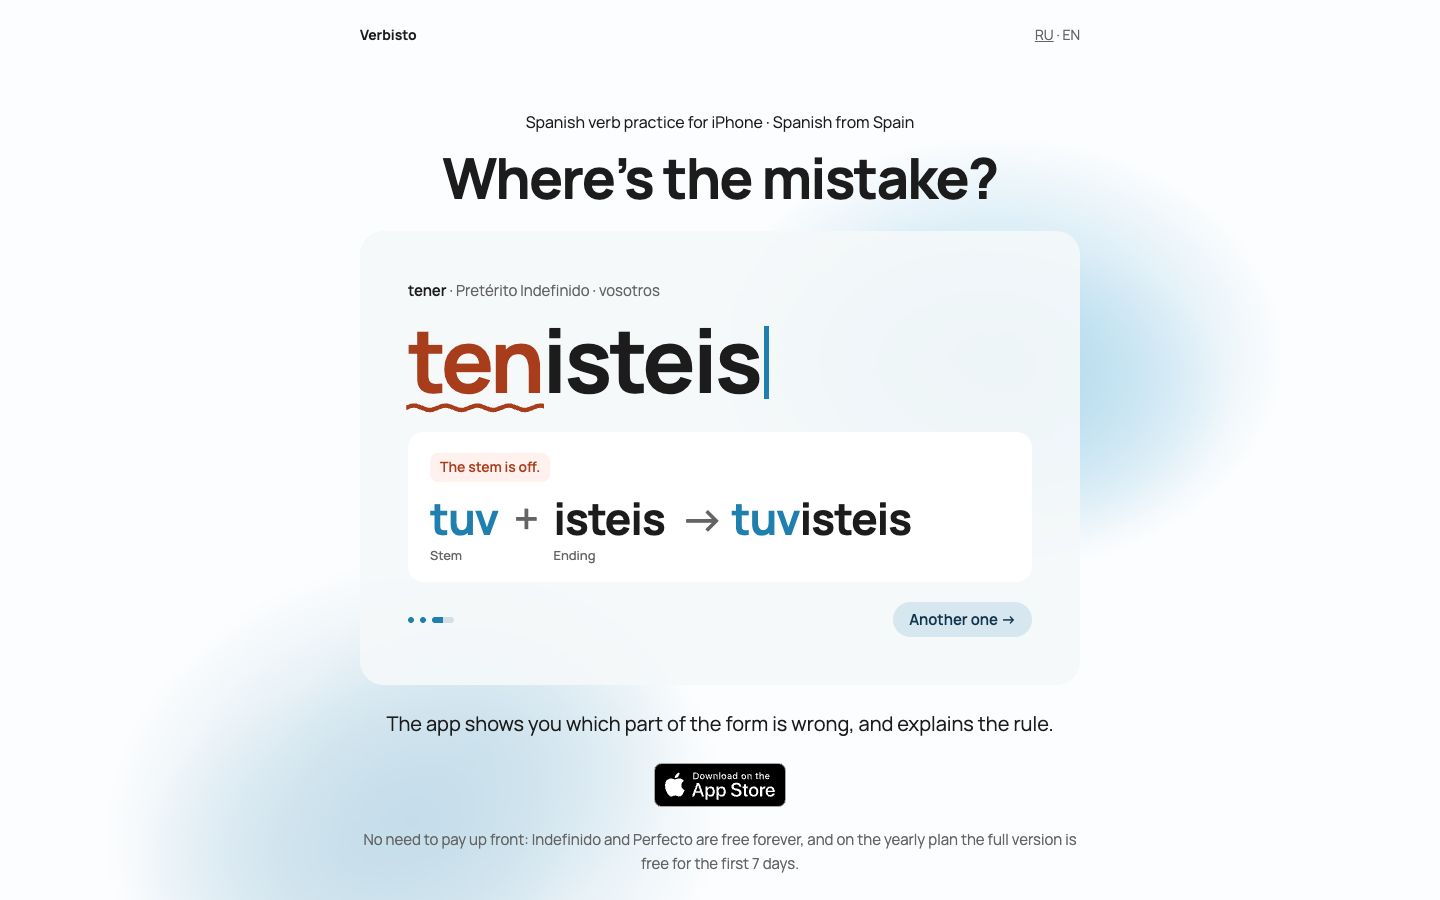 Verbisto
RU · EN
Spanish verb practice for iPhone · Spanish from Spain
Where’s the mistake?
tener · Pretérito Indefinido · vosotros
tenisteis
The stem is off.
tuv + isteis → tuvisteis
Stem Ending
Another one →
The app shows you which part of the form is wrong, and explains the rule.
Download on the
App Store
No need to pay up front: Indefinido and Perfecto are free forever, and on the yearly plan the full version is
free for the first 7 days.